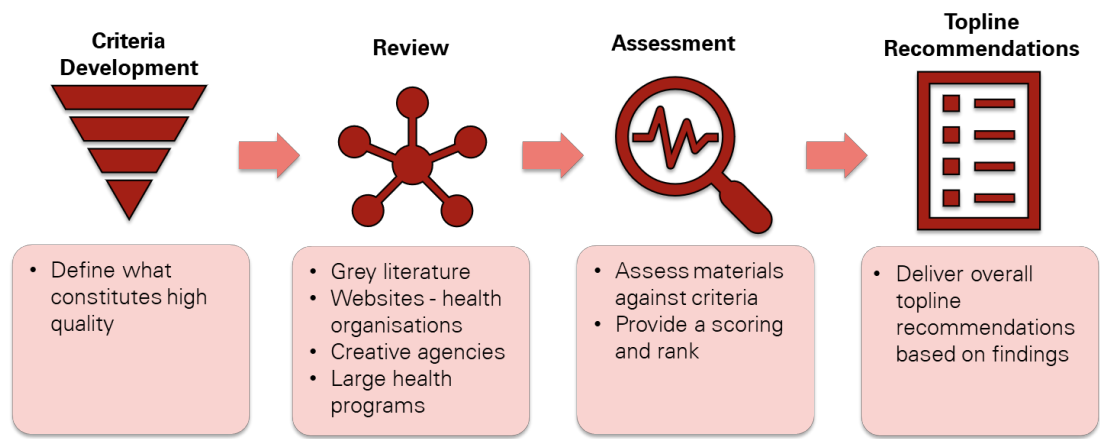 Criteria
Development
Review
Assessment
Topline
Recommendations
• Define what
constitutes high
quality
• Grey literature
• Websites - health
organisations
• Creative agencies
• Large health
programs
• Assess materials
against criteria
• Provide a scoring
and rank
• Deliver overall
topline
recommendations
based on findings